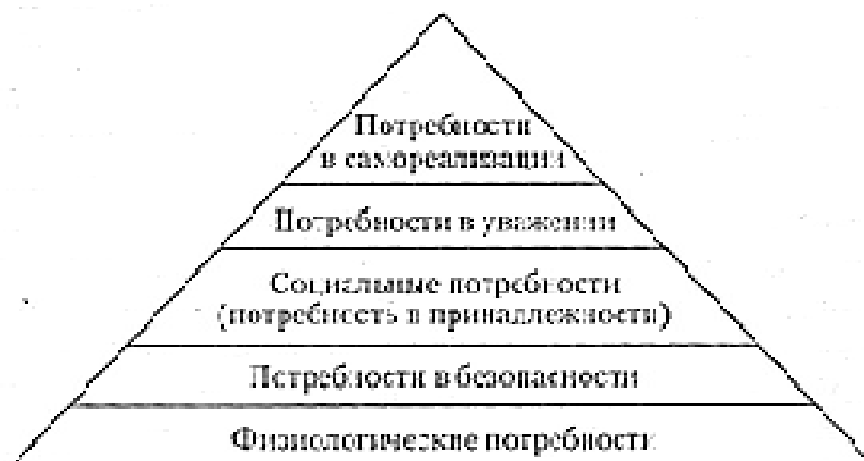 Потребности
в самореализации
Потребности в уважении
Социальные потребности
(потребность в принадлежности)
Потребности в безопасности
Физиологические потребности